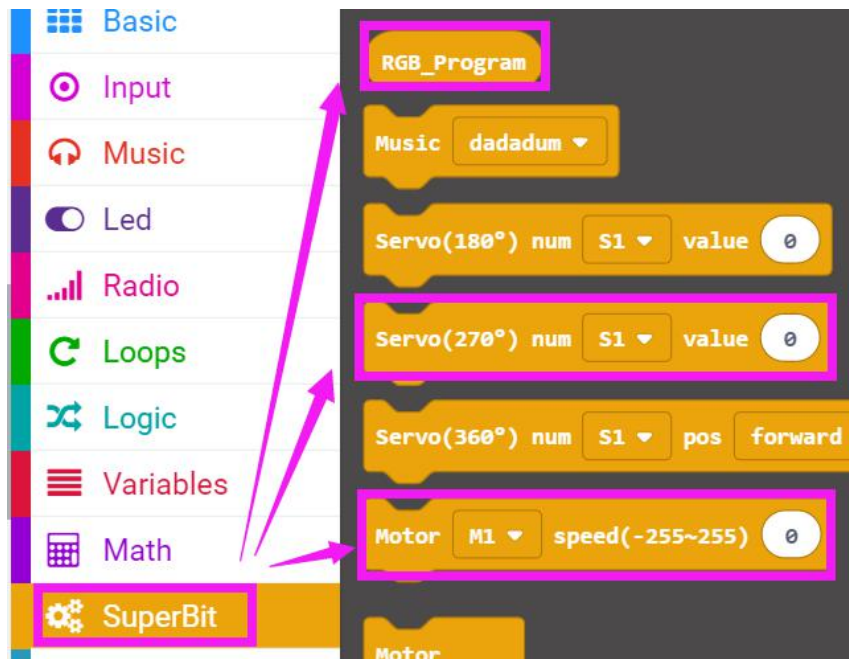 Basic
Input
Music
Led
Radio
Loops
Logic
Variables
Math
SuperBit
RGB_Program
Music dadadum
Servo(180°) num S1 value 0
Servo(270°) num S1 value 0
Servo(360°) num S1 pos forward
Motor M1 speed(-255~255) 0
Motor